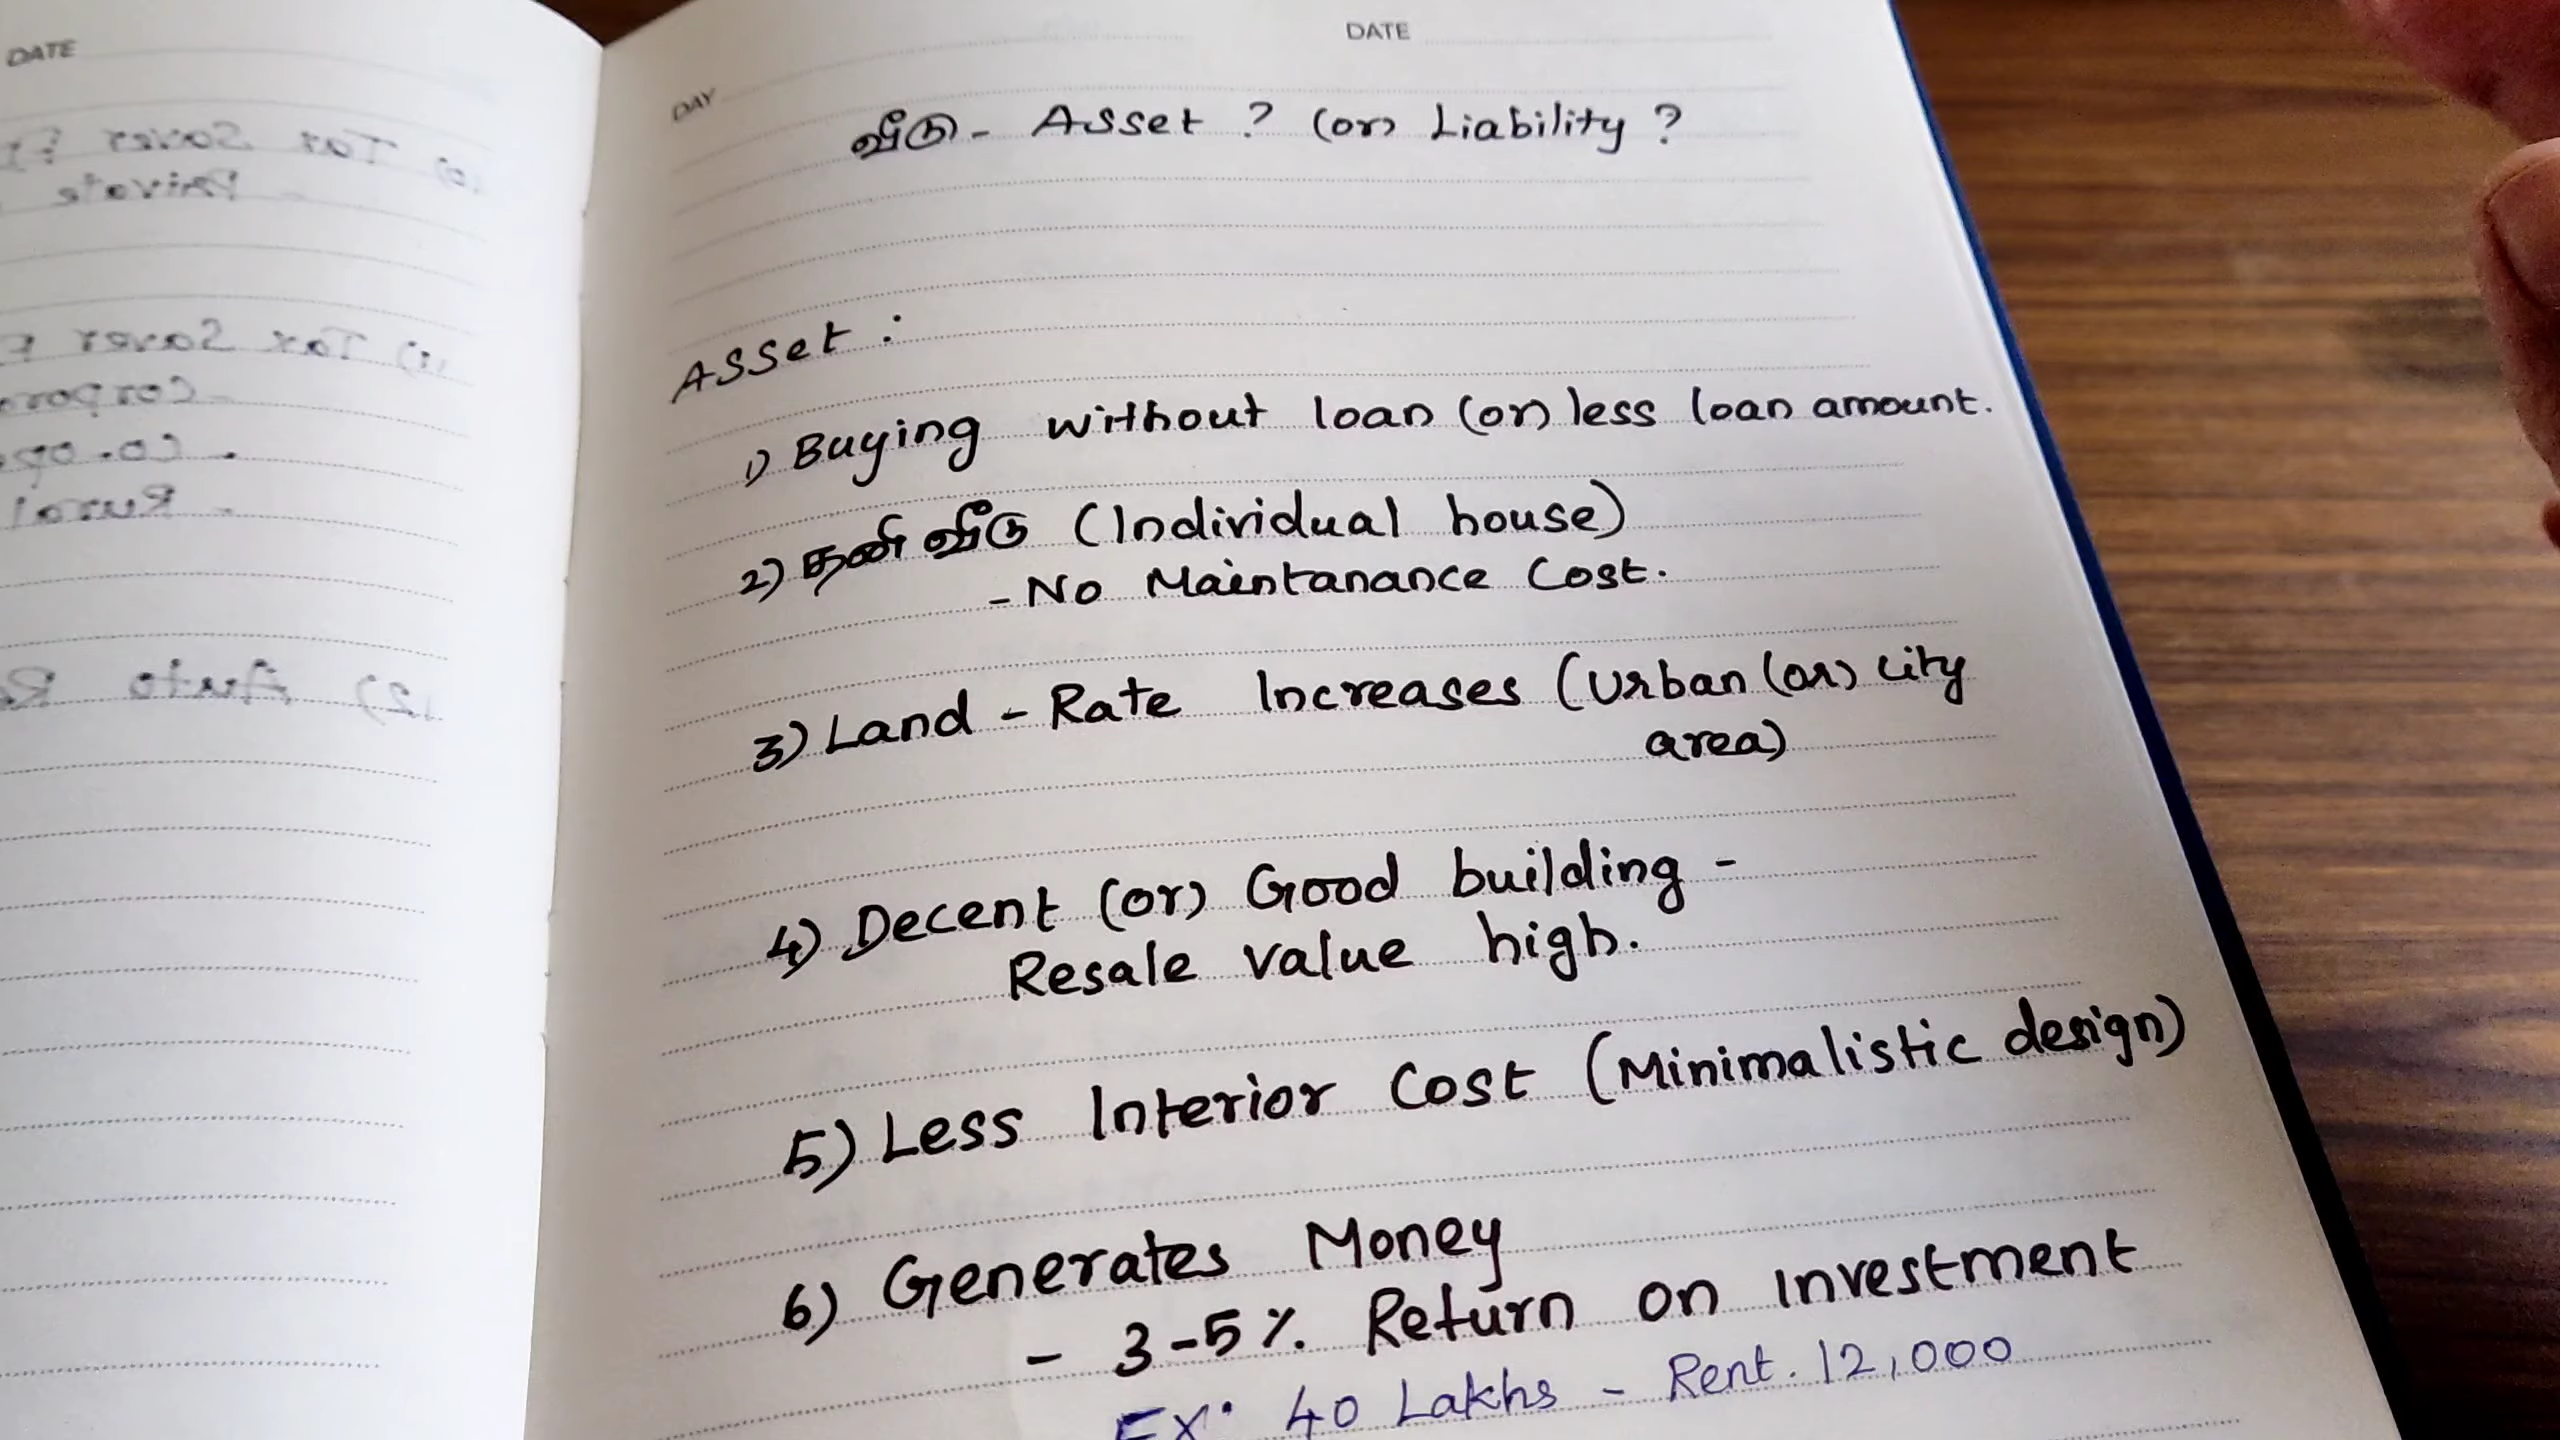 DATE
DAY
DATE
வீடு - Asset ? (or) Liability ?
Asset :
1) Buying without loan (or) less loan amount.
2) தனி வீடு (Individual house)
- No Maintanance Cost.
3) Land - Rate Increases (Urban (or) city
area)
4) Decent (or) Good building -
Resale value high.
5) Less Interior Cost (Minimalistic design)
6) Generates Money
- 3-5% Return on investment
Ex: 40 Lakhs - Rent. 12,000